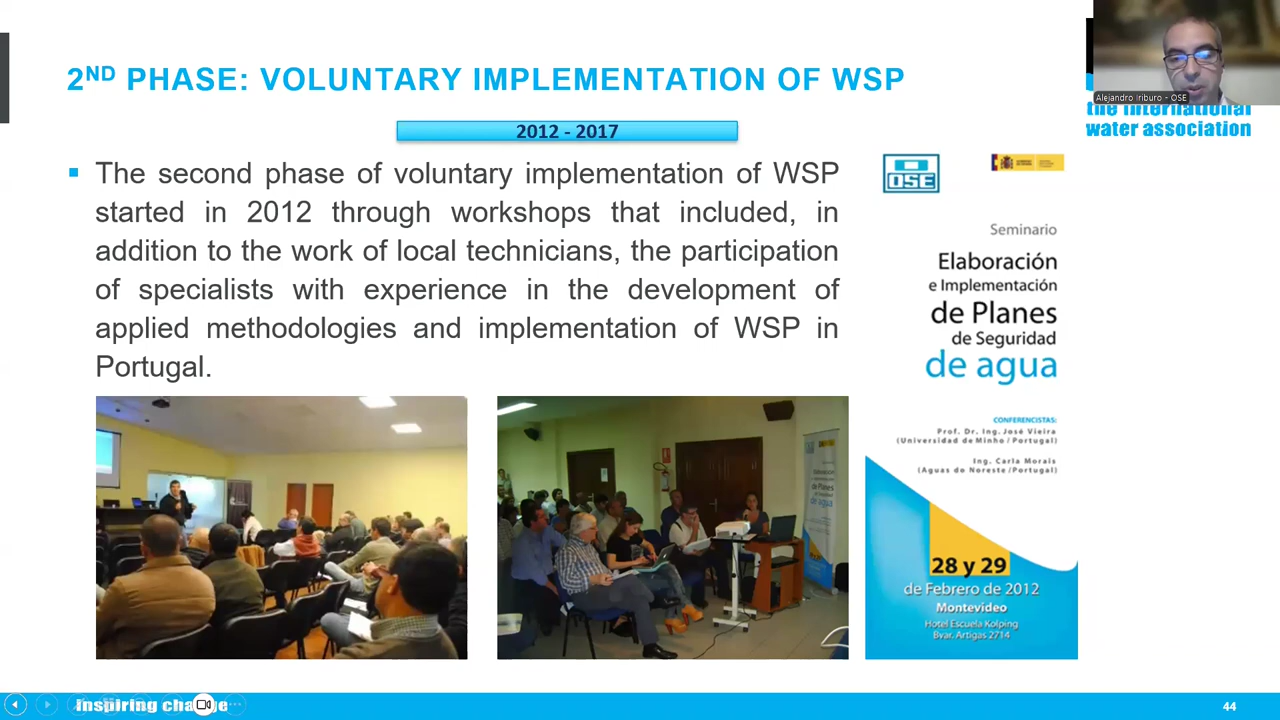 2ND PHASE: VOLUNTARY IMPLEMENTATION OF WSP
Alejandro Iriburo - OSE
the international
water association
2012 - 2017
The second phase of voluntary implementation of WSP
started in 2012 through workshops that included, in
addition to the work of local technicians, the participation
of specialists with experience in the development of
applied methodologies and implementation of WSP in
Portugal.
OSE
Seminario
Elaboración
e Implementación
de Planes
de Seguridad
de agua
CONFERENCISTAS:
Prof. Dr. Ing. José Vieira
(Universidad de Minho / Portugal)
Ing. Carla Morais
(Aguas do Noreste /Portugal)
28 y 29
de Febrero de 2012
Montevideo
Hotel Escuela Kolping
Bvar. Artigas 2714
Elaboración
de Planes
de agua
Inspiring change
44